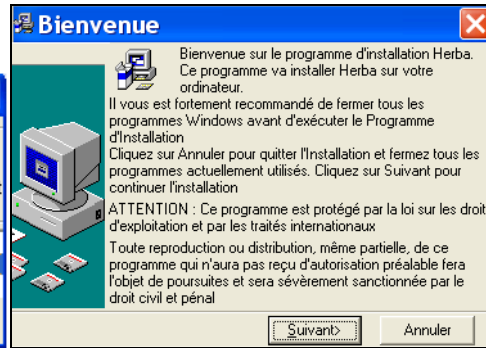 Bienvenue
Bienvenue sur le programme d'installation Herba.
Ce programme va installer Herba sur votre
ordinateur.
Il vous est fortement recommandé de fermer tous les
programmes Windows avant d'exécuter le Programme
d'Installation
Cliquez sur Annuler pour quitter l'Installation et fermez tous les
programmes actuellement utilisés. Cliquez sur Suivant pour
continuer l'installation
ATTENTION : Ce programme est protégé par la loi sur les droit
d'exploitation et par les traités internationaux
Toute reproduction ou distribution, même partielle, de ce
programme qui n'aura pas reçu d'autorisation préalable fera
l'objet de poursuites et sera sévèrement sanctionnée par le
droit civil et pénal
Suivant>
Annuler